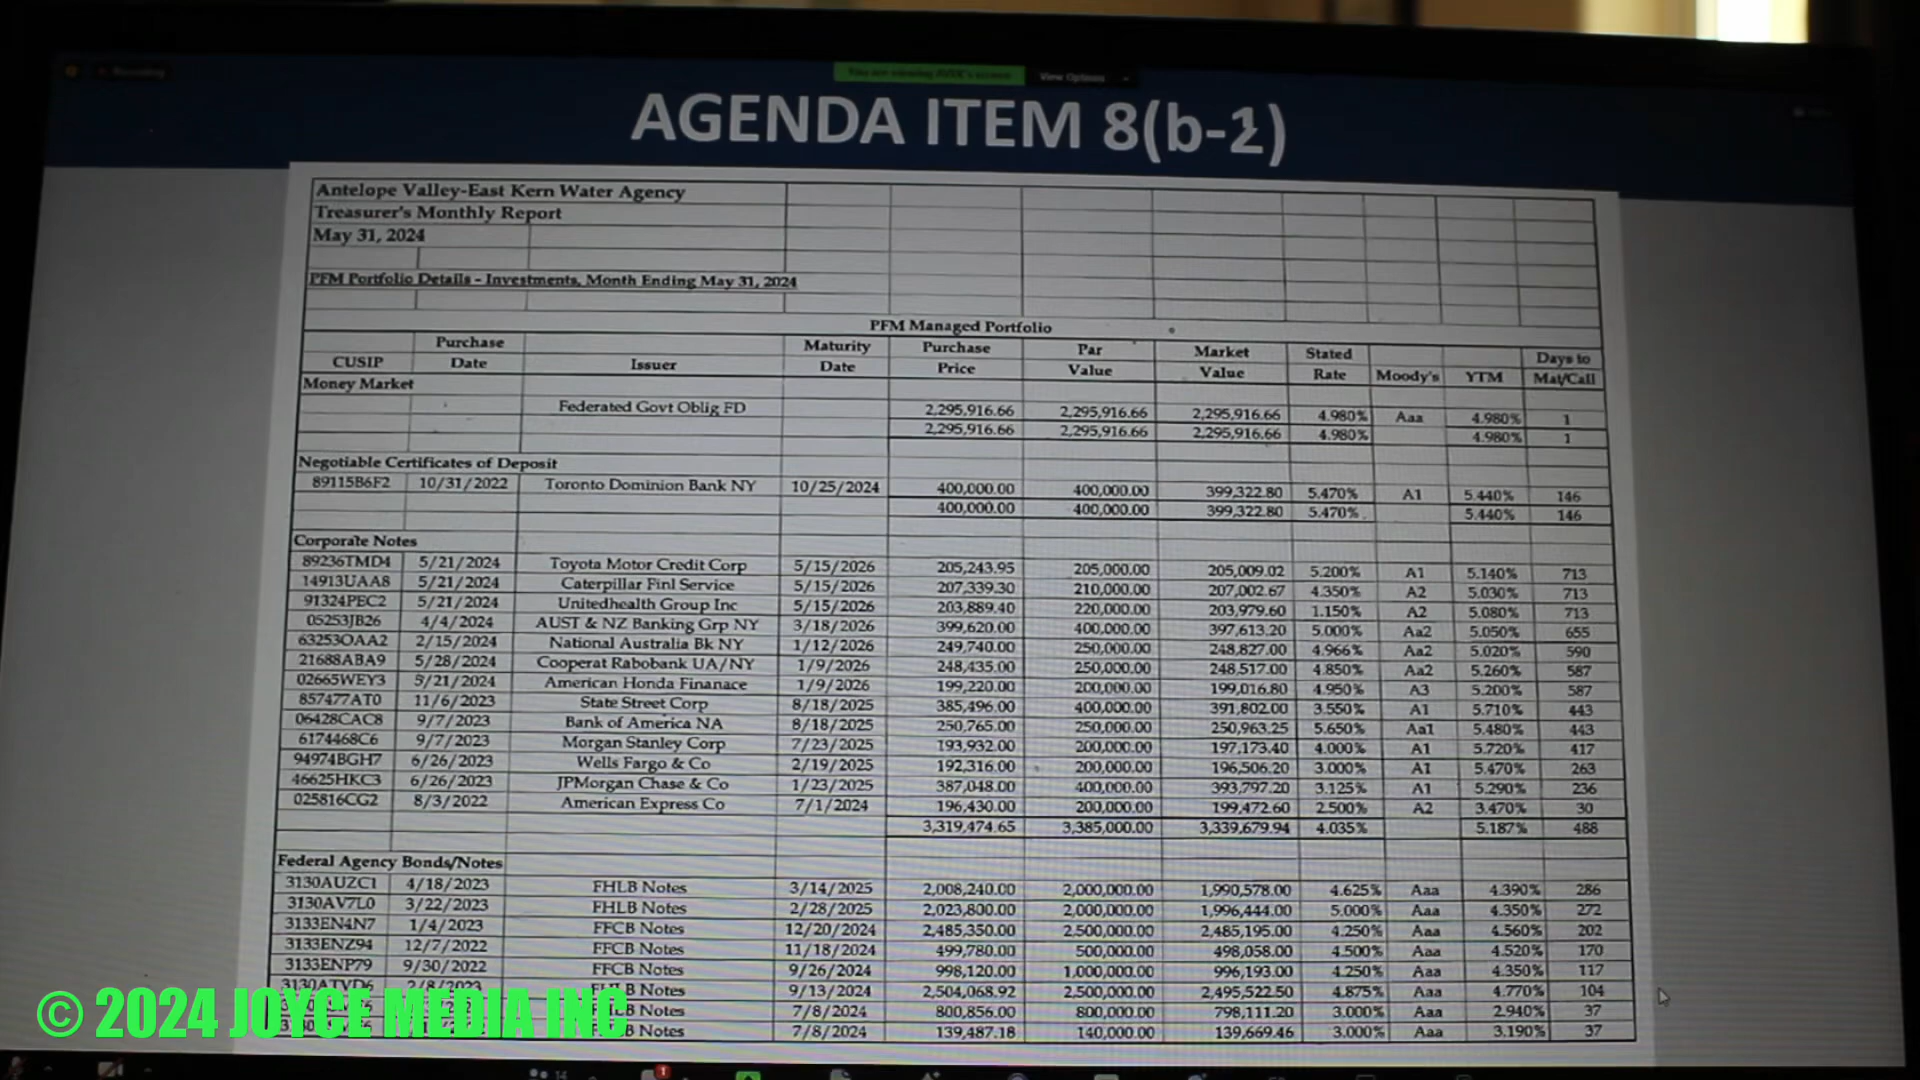 You are viewing AVEK's screen View Options
AGENDA ITEM 8(b-1)
Antelope Valley-East Kern Water Agency
Treasurer's Monthly Report
May 31, 2024
PFM Portfolio Details - Investments, Month Ending May 31, 2024
PFM Managed Portfolio
CUSIP Purchase Date Issuer Maturity Date Purchase Price Par Value Market Value Stated Rate Moody's YTM Days to Mat/Call
Money Market
Federated Govt Oblig FD 2,295,916.66 2,295,916.66 2,295,916.66 4.980% Aaa 4.980% 1
2,295,916.66 2,295,916.66 2,295,916.66 4.980% 4.980% 1
Negotiable Certificates of Deposit
89115B6F2 10/31/2022 Toronto Dominion Bank NY 10/25/2024 400,000.00 400,000.00 399,322.80 5.470% A1 5.440% 146
400,000.00 400,000.00 399,322.80 5.470% 5.440% 146
Corporate Notes
89236TMD4 5/21/2024 Toyota Motor Credit Corp 5/15/2026 205,243.95 205,000.00 205,009.02 5.200% A1 5.140% 713
14913UAA8 5/21/2024 Caterpillar Finl Service 5/15/2026 207,339.30 210,000.00 207,002.67 4.350% A2 5.030% 713
91324PEC2 5/21/2024 Unitedhealth Group Inc 5/15/2026 203,889.40 220,000.00 203,979.60 1.150% A2 5.080% 713
05253JB26 4/4/2024 AUST & NZ Banking Grp NY 3/18/2026 399,620.00 400,000.00 397,613.20 5.000% Aa2 5.050% 655
63253QAA2 2/15/2024 National Australia Bk NY 1/12/2026 249,740.00 250,000.00 248,827.00 4.966% Aa2 5.020% 590
21688ABA9 5/28/2024 Cooperat Rabobank UA/NY 1/9/2026 248,435.00 250,000.00 248,517.00 4.850% Aa2 5.260% 587
02665WEY3 5/21/2024 American Honda Finanace 1/9/2026 199,220.00 200,000.00 199,016.80 4.950% A3 5.200% 587
857477AT0 11/6/2023 State Street Corp 8/18/2025 385,496.00 400,000.00 391,802.00 3.550% A1 5.710% 443
06428CAC8 9/7/2023 Bank of America NA 8/18/2025 250,765.00 250,000.00 250,963.25 5.650% Aa1 5.480% 443
6174468C6 9/7/2023 Morgan Stanley Corp 7/23/2025 193,932.00 200,000.00 197,173.40 4.000% A1 5.720% 417
94974BGH7 6/26/2023 Wells Fargo & Co 2/19/2025 192,316.00 200,000.00 196,506.20 3.000% A1 5.470% 263
46625HKC3 6/26/2023 JPMorgan Chase & Co 1/23/2025 387,048.00 400,000.00 393,797.20 3.125% A1 5.290% 236
025816CG2 8/3/2022 American Express Co 7/1/2024 196,430.00 200,000.00 199,472.60 2.500% A2 3.470% 30
3,319,474.65 3,385,000.00 3,339,679.94 4.035% 5.187% 488
Federal Agency Bonds/Notes
3130AUZC1 4/18/2023 FHLB Notes 3/14/2025 2,008,240.00 2,000,000.00 1,990,578.00 4.625% Aaa 4.390% 286
3130AV7L0 3/22/2023 FHLB Notes 2/28/2025 2,023,800.00 2,000,000.00 1,996,444.00 5.000% Aaa 4.350% 272
3133EN4N7 1/4/2023 FFCB Notes 12/20/2024 2,485,350.00 2,500,000.00 2,485,195.00 4.250% Aaa 4.560% 202
3133ENZ94 12/7/2022 FFCB Notes 11/18/2024 499,780.00 500,000.00 498,058.00 4.500% Aaa 4.520% 170
3133ENP79 9/30/2022 FFCB Notes 9/26/2024 998,120.00 1,000,000.00 996,193.00 4.250% Aaa 4.350% 117
3130ATVD6 2/8/2023 FHLB Notes 9/13/2024 2,504,068.92 2,500,000.00 2,495,522.50 4.875% Aaa 4.770% 104
Notes 7/8/2024 800,856.00 800,000.00 798,111.20 3.000% Aaa 2.940% 37
Notes 7/8/2024 139,487.18 140,000.00 139,669.46 3.000% Aaa 3.190% 37
© 2024 JOYCE MEDIA INC
14
1